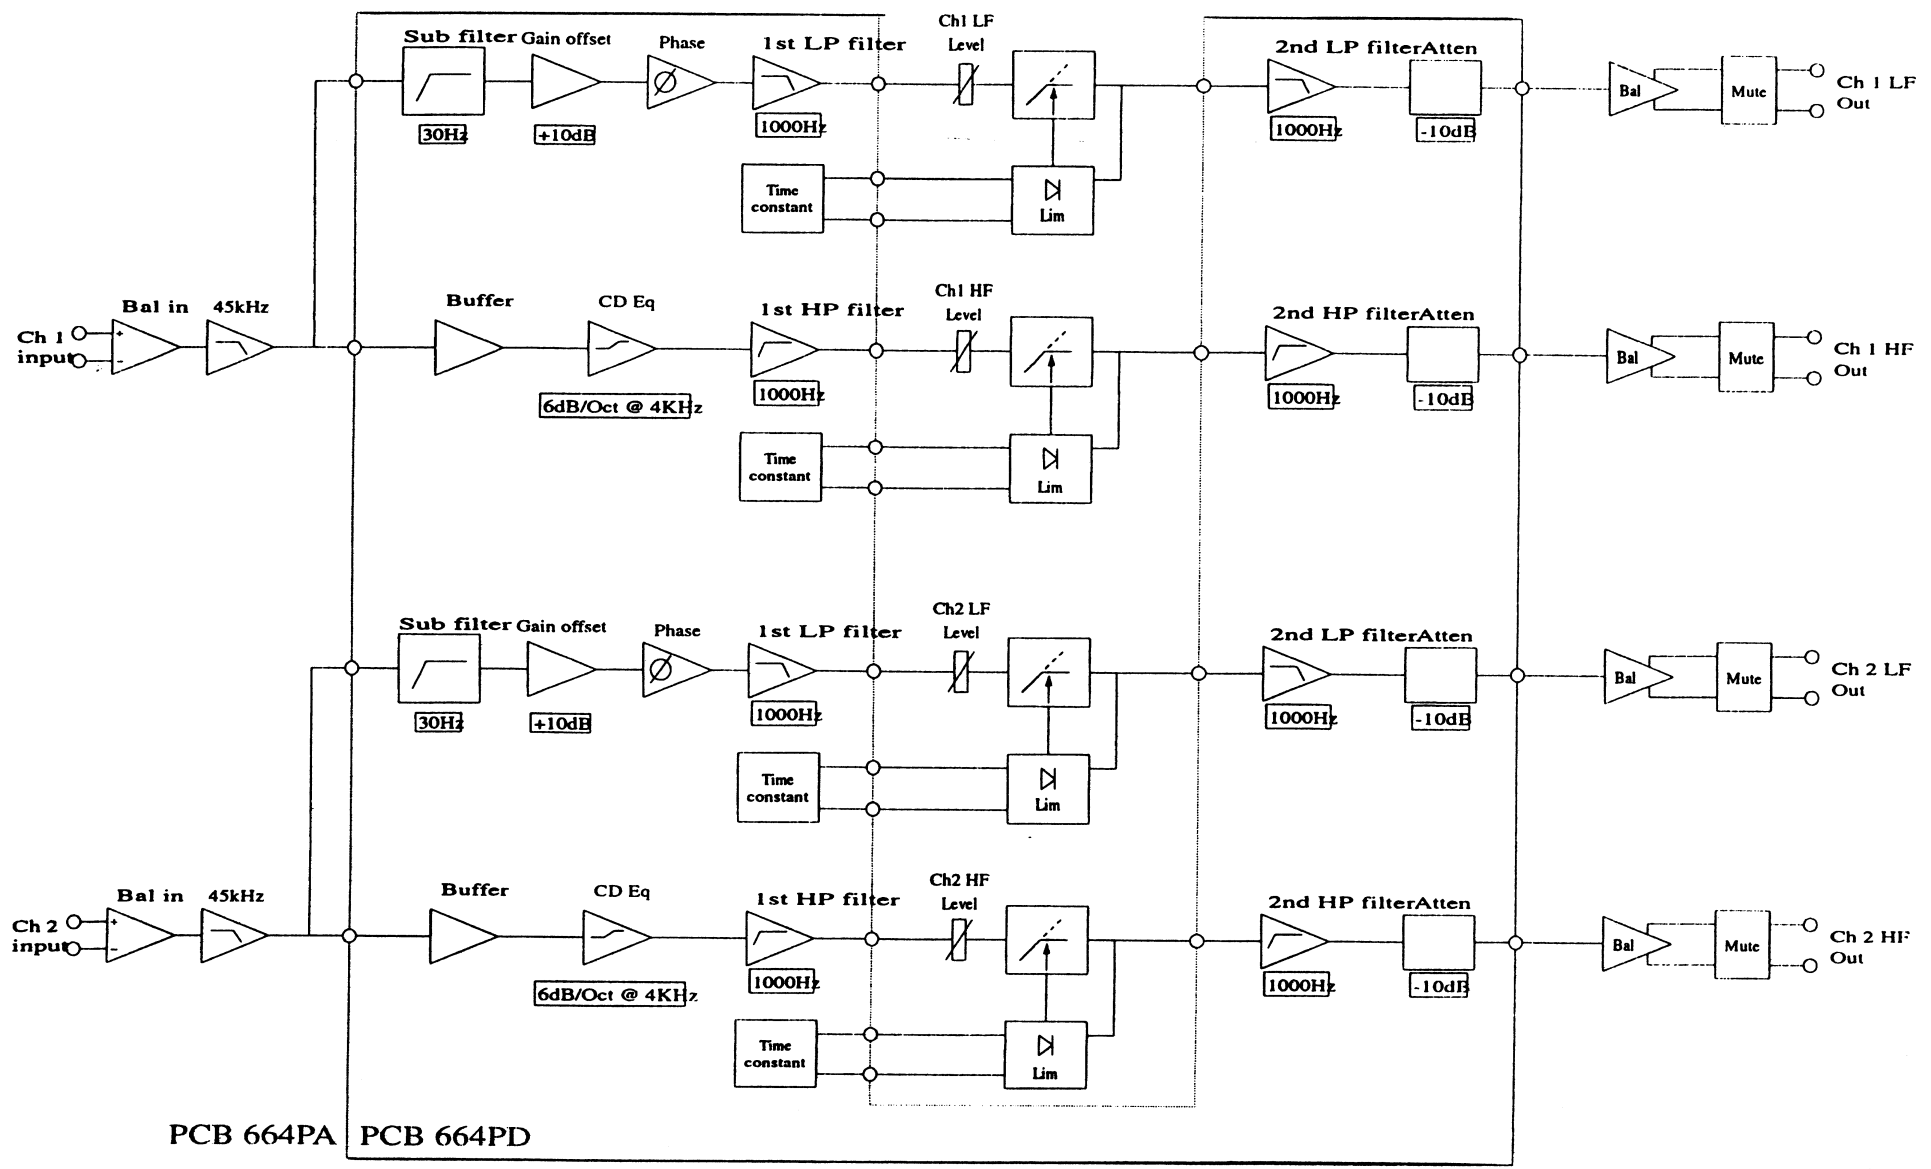 Ch1 LF
Level
Sub filter Gain offset Phase 1st LP filter 2nd LP filter Atten
30Hz +10dB 1000Hz 1000Hz -10dB
Bal Mute Ch 1 LF
Out
Time
constant
Lim
Ch 1
input
Bal in 45kHz Buffer CD Eq 1st HP filter
Ch1 HF
Level
2nd HP filter Atten
6dB/Oct @ 4KHz 1000Hz 1000Hz -10dB
Bal Mute Ch 1 HF
Out
Time
constant
Lim
Ch2 LF
Level
Sub filter Gain offset Phase 1st LP filter 2nd LP filter Atten
30Hz +10dB 1000Hz 1000Hz -10dB
Bal Mute Ch 2 LF
Out
Time
constant
Lim
Ch 2
input
Bal in 45kHz Buffer CD Eq 1st HP filter
Ch2 HF
Level
2nd HP filter Atten
6dB/Oct @ 4KHz 1000Hz 1000Hz -10dB
Bal Mute Ch 2 HF
Out
Time
constant
Lim
PCB 664PA PCB 664PD